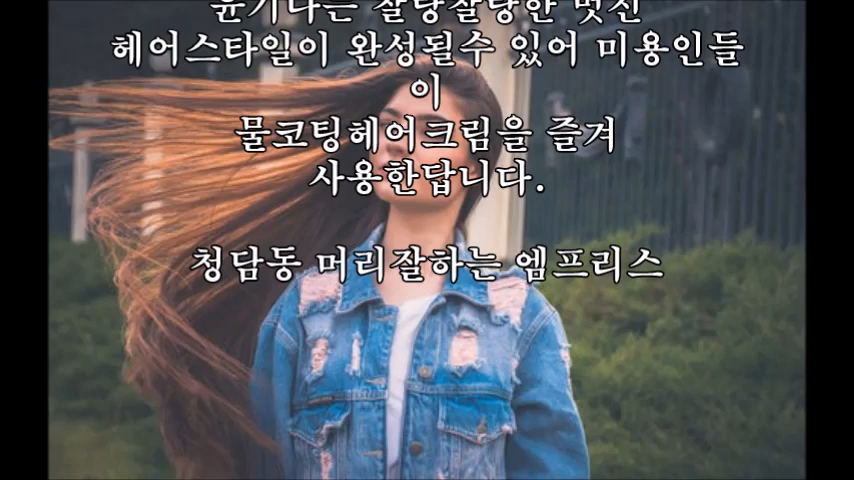 윤기나는 찰랑찰랑한 멋진
헤어스타일이 완성될수 있어 미용인들
이
물코팅헤어크림을 즐겨
사용한답니다.
청담동 머리잘하는 엠프리스